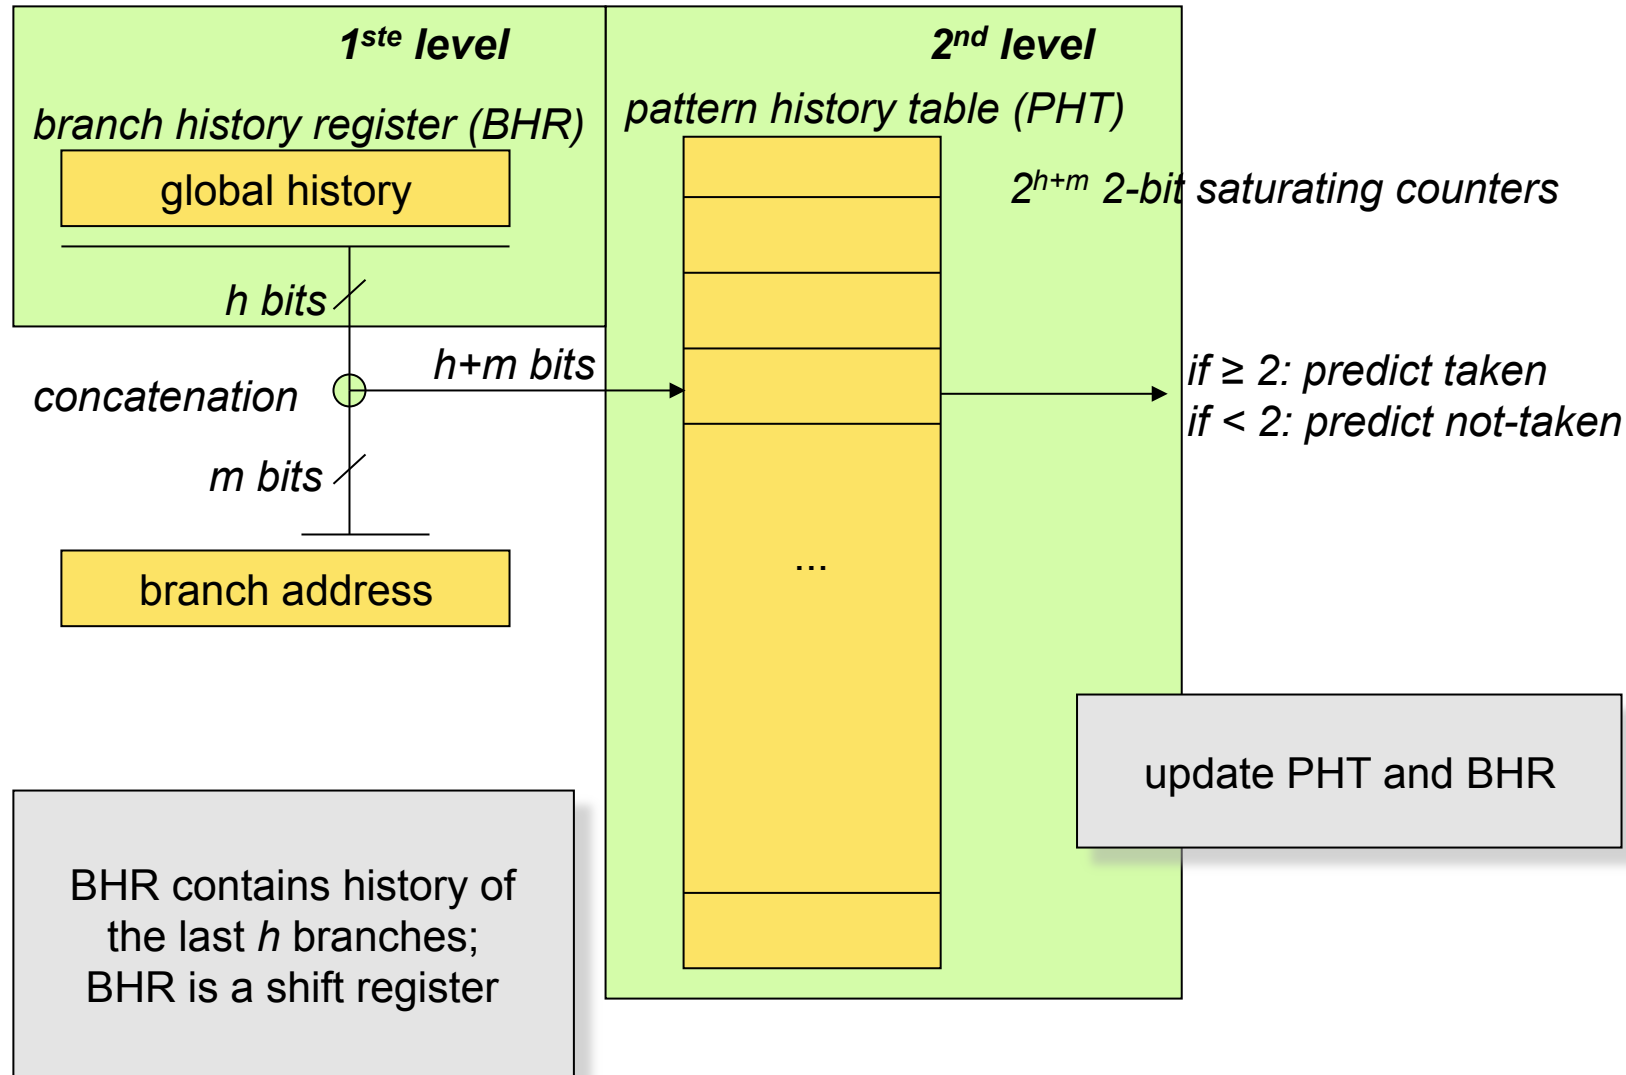 1ste level
2nd level
branch history register (BHR)
pattern history table (PHT)
global history
2h+m 2-bit saturating counters
h bits
h+m bits
concatenation
if ≥ 2: predict taken
if < 2: predict not-taken
m bits
...
branch address
update PHT and BHR
BHR contains history of
the last h branches;
BHR is a shift register